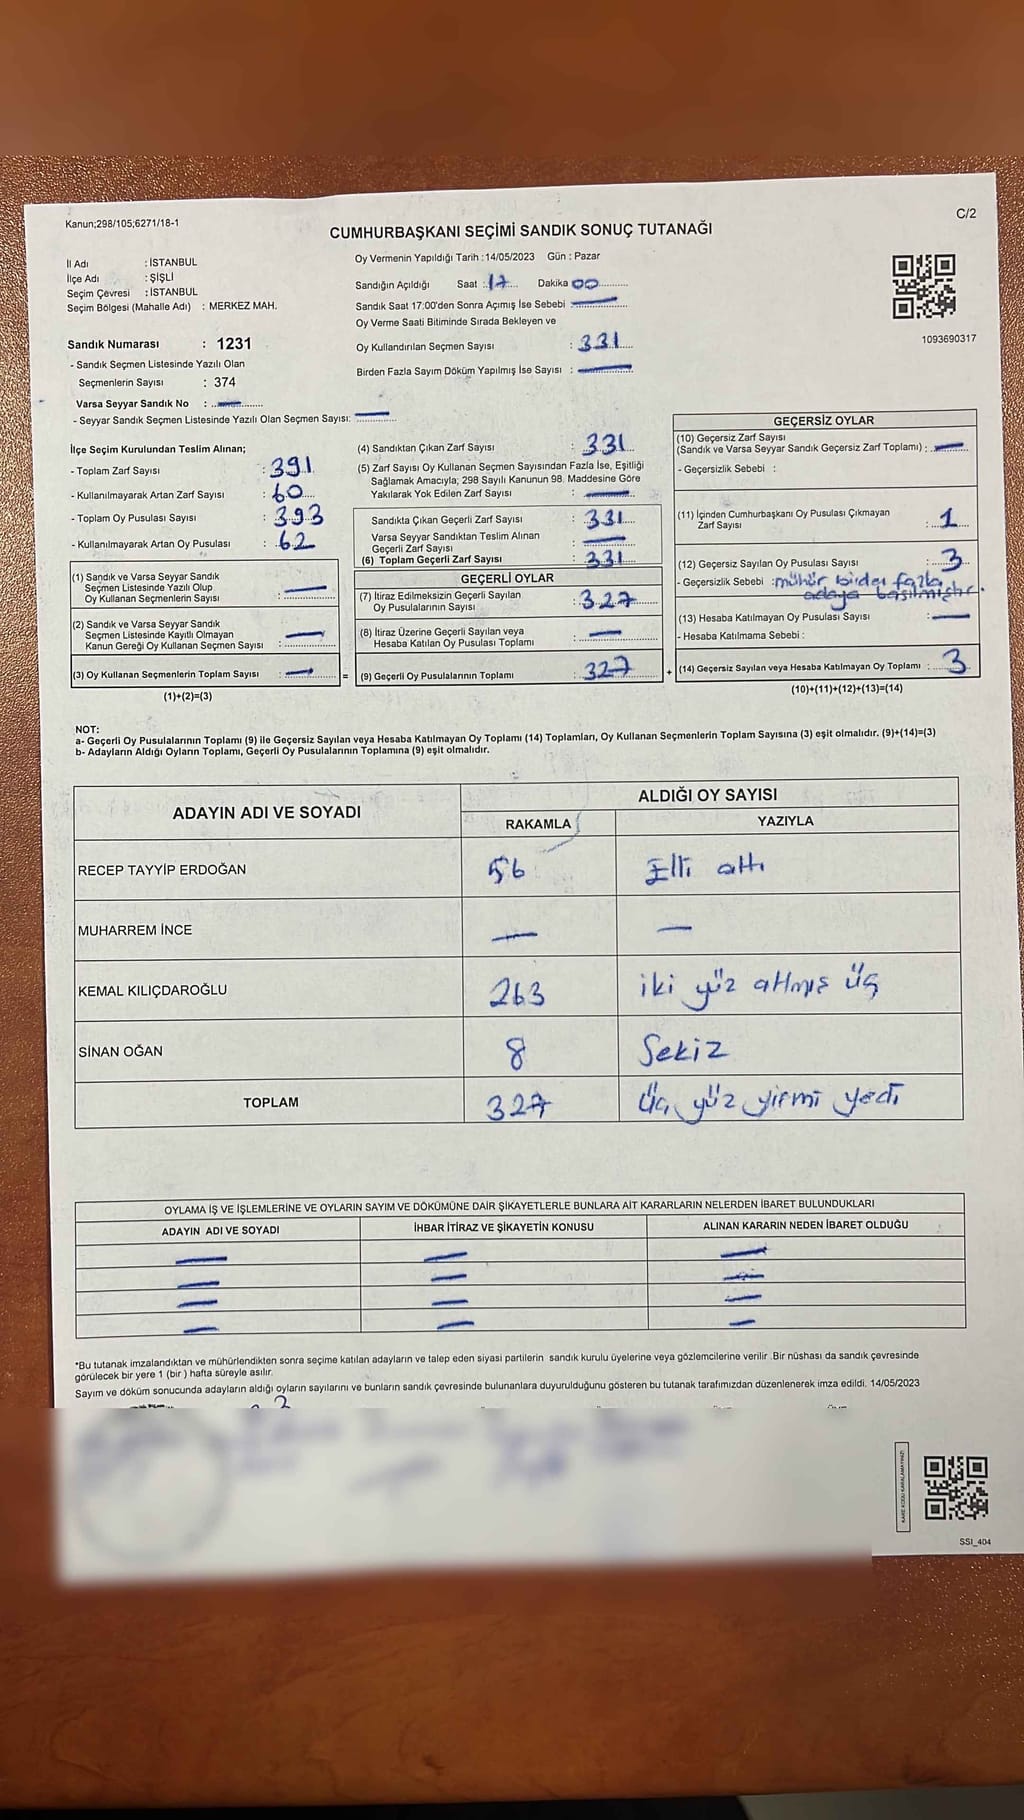 Kanun;298/105;6271/18-1
C/2
CUMHURBAŞKANI SEÇİMİ SANDIK SONUÇ TUTANAĞI
İl Adı : İSTANBUL
İlçe Adı : ŞİŞLİ
Seçim Çevresi : İSTANBUL
Seçim Bölgesi (Mahalle Adı) : MERKEZ MAH.
Sandık Numarası : 1231
- Sandık Seçmen Listesinde Yazılı Olan
Seçmenlerin Sayısı : 374
Varsa Seyyar Sandık No : —
- Seyyar Sandık Seçmen Listesinde Yazılı Olan Seçmen Sayısı: —
Oy Vermenin Yapıldığı Tarih :14/05/2023 Gün : Pazar
Sandığın Açıldığı Saat : 17 Dakika 00
Sandık Saat 17:00'den Sonra Açımış İse Sebebi —
Oy Verme Saati Bitiminde Sırada Bekleyen ve
Oy Kullandırılan Seçmen Sayısı : 331
Birden Fazla Sayım Döküm Yapılmış İse Sayısı : —
1093690317
İlçe Seçim Kurulundan Teslim Alınan;
- Toplam Zarf Sayısı : 391
- Kullanılmayarak Artan Zarf Sayısı : 60
- Toplam Oy Pusulası Sayısı : 393
- Kullanılmayarak Artan Oy Pusulası : 62
(1) Sandık ve Varsa Seyyar Sandık
Seçmen Listesinde Yazılı Olup
Oy Kullanan Seçmenlerin Sayısı : —
(2) Sandık ve Varsa Seyyar Sandık
Seçmen Listesinde Kayıtlı Olmayan
Kanun Gereği Oy Kullanan Seçmen Sayısı : —
(3) Oy Kullanan Seçmenlerin Toplam Sayısı : — =
(1)+(2)=(3)
(4) Sandıktan Çıkan Zarf Sayısı : 331
(5) Zarf Sayısı Oy Kullanan Seçmen Sayısından Fazla İse, Eşitliği
Sağlamak Amacıyla; 298 Sayılı Kanunun 98. Maddesine Göre
Yakılarak Yok Edilen Zarf Sayısı : —
Sandıkta Çıkan Geçerli Zarf Sayısı : 331
Varsa Seyyar Sandıktan Teslim Alınan
Geçerli Zarf Sayısı : —
(6) Toplam Geçerli Zarf Sayısı : 331
GEÇERLİ OYLAR
(7) İtiraz Edilmeksizin Geçerli Sayılan
Oy Pusulalarının Sayısı : 327
(8) İtiraz Üzerine Geçerli Sayılan veya
Hesaba Katılan Oy Pusulası Toplamı : —
(9) Geçerli Oy Pusulalarının Toplamı : 327 +
GEÇERSİZ OYLAR
(10) Geçersiz Zarf Sayısı
(Sandık ve Varsa Seyyar Sandık Geçersiz Zarf Toplamı) : —
- Geçersizlik Sebebi :
(11) İçinden Cumhurbaşkanı Oy Pusulası Çıkmayan
Zarf Sayısı : 1
(12) Geçersiz Sayılan Oy Pusulası Sayısı : 3
- Geçersizlik Sebebi : mühür birden fazla
adaya basılmıştır.
(13) Hesaba Katılmayan Oy Pusulası Sayısı : —
- Hesaba Katılmama Sebebi :
(14) Geçersiz Sayılan veya Hesaba Katılmayan Oy Toplamı : 3
(10)+(11)+(12)+(13)=(14)
NOT:
a- Geçerli Oy Pusulalarının Toplamı (9) ile Geçersiz Sayılan veya Hesaba Katılmayan Oy Toplamı (14) Toplamları, Oy Kullanan Seçmenlerin Toplam Sayısına (3) eşit olmalıdır. (9)+(14)=(3)
b- Adayların Aldığı Oyların Toplamı, Geçerli Oy Pusulalarının Toplamına (9) eşit olmalıdır.
ADAYIN ADI VE SOYADI
ALDIĞI OY SAYISI
RAKAMLA YAZIYLA
RECEP TAYYİP ERDOĞAN 56 Elli altı
MUHARREM İNCE — —
KEMAL KILIÇDAROĞLU 263 iki yüz atmış üç
SİNAN OĞAN 8 Sekiz
TOPLAM 327 Üç yüz yirmi yedi
OYLAMA İŞ VE İŞLEMLERİNE VE OYLARIN SAYIM VE DÖKÜMÜNE DAİR ŞİKAYETLERLE BUNLARA AİT KARARLARIN NELERDEN İBARET BULUNDUKLARI
ADAYIN ADI VE SOYADI İHBAR İTİRAZ VE ŞİKAYETİN KONUSU ALINAN KARARIN NEDEN İBARET OLDUĞU
— — —
— — —
— — —
— — —
*Bu tutanak imzalandıktan ve mühürlendikten sonra seçime katılan adayların ve talep eden siyasi partilerin sandık kurulu üyelerine veya gözlemcilerine verilir .Bir nüshası da sandık çevresinde
görülecek bir yere 1 (bir ) hafta süreyle asılır.
Sayım ve döküm sonucunda adayların aldığı oyların sayılarını ve bunların sandık çevresinde bulunanlara duyurulduğunu gösteren bu tutanak tarafımızdan düzenlenerek imza edildi. 14/05/2023
KARE KODU KARALAMAYINIZ!
SSI_404